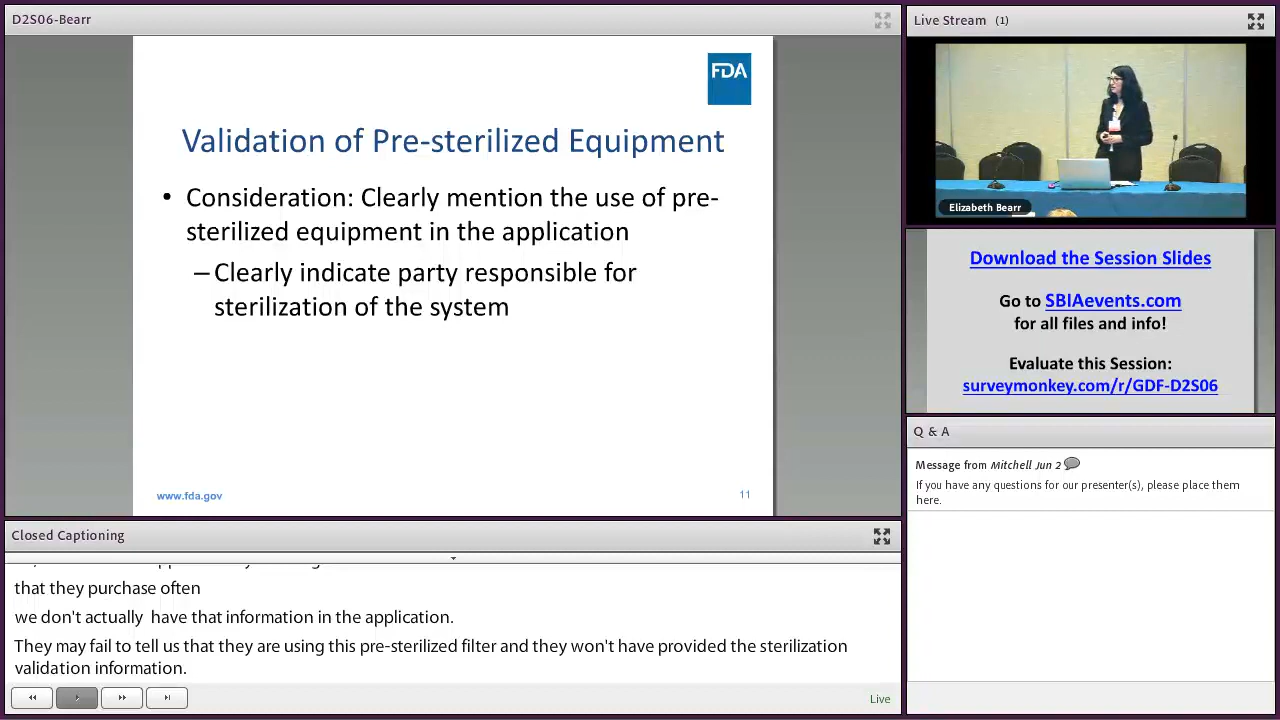 D2S06-Bearr
FDA
Validation of Pre-sterilized Equipment
• Consideration: Clearly mention the use of pre-
sterilized equipment in the application
– Clearly indicate party responsible for
sterilization of the system
www.fda.gov
11
Closed Captioning
that they purchase often
we don't actually have that information in the application.
They may fail to tell us that they are using this pre-sterilized filter and they won't have provided the sterilization
validation information.
Live
Live Stream (1)
Elizabeth Bearr
Download the Session Slides
Go to SBIAevents.com
for all files and info!
Evaluate this Session:
surveymonkey.com/r/GDF-D2S06
Q & A
Message from Mitchell Jun 2
If you have any questions for our presenter(s), please place them
here.